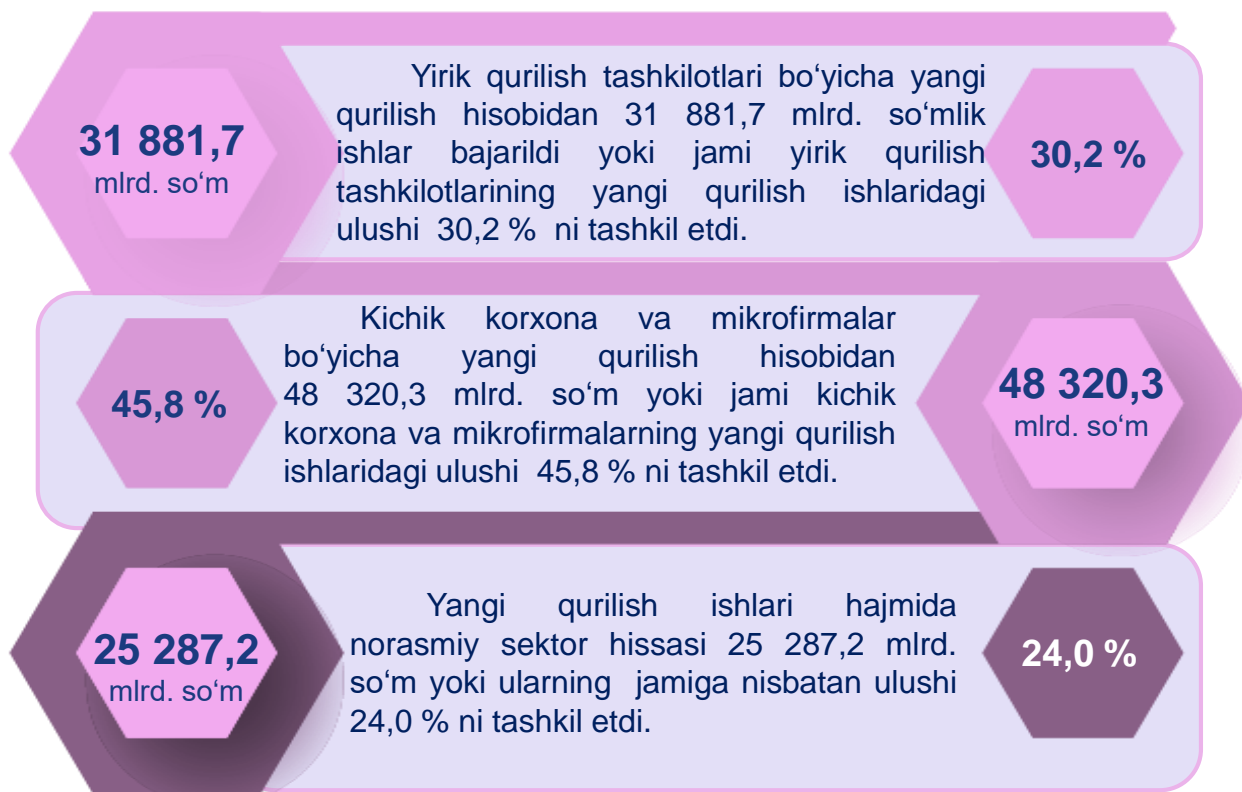 31 881,7
mlrd. so‘m
Yirik qurilish tashkilotlari bo‘yicha yangi
qurilish hisobidan 31 881,7 mlrd. so‘mlik
ishlar bajarildi yoki jami yirik qurilish
tashkilotlarining yangi qurilish ishlaridagi
ulushi 30,2 % ni tashkil etdi.
30,2 %
45,8 %
Kichik korxona va mikrofirmalar
bo‘yicha yangi qurilish hisobidan
48 320,3 mlrd. so‘m yoki jami kichik
korxona va mikrofirmalarning yangi qurilish
ishlaridagi ulushi 45,8 % ni tashkil etdi.
48 320,3
mlrd. so‘m
25 287,2
mlrd. so‘m
Yangi qurilish ishlari hajmida
norasmiy sektor hissasi 25 287,2 mlrd.
so‘m yoki ularning jamiga nisbatan ulushi
24,0 % ni tashkil etdi.
24,0 %